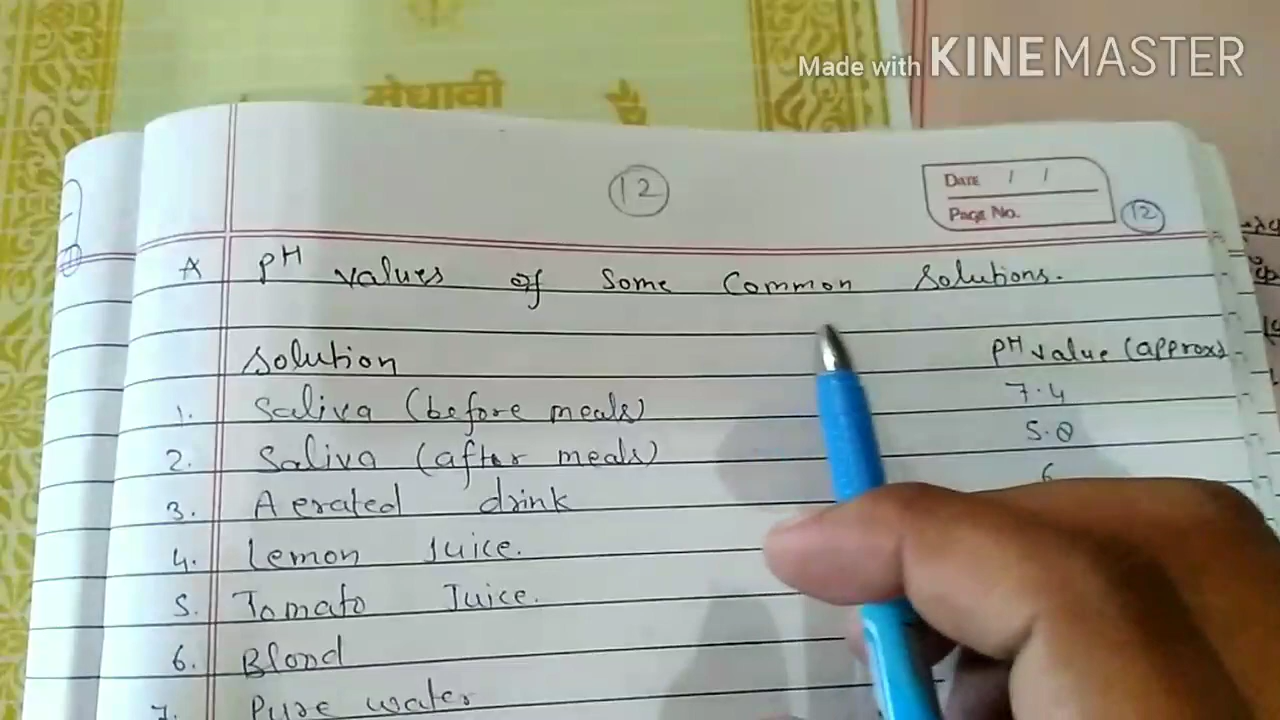 Made with KINEMASTER
मेधावी
12
DATE / /
PAGE NO.
12
A pH values of Some Common Solutions.
Solution pH value (approx).
1. Saliva (before meals) 7.4
2. Saliva (after meals) 5.8
3. Aerated drink 6
4. Lemon Juice.
5. Tomato Juice.
6. Blood
7. Pure water